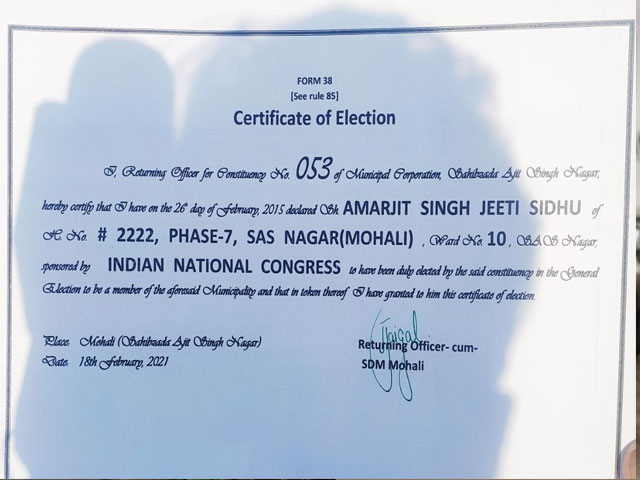 FORM 38
[See rule 85]
Certificate of Election
I, Returning Officer for Constituency No. 053 of Municipal Corporation, Sahibzada Ajit Singh Nagar,
hereby certify that I have on the 26th day of February, 2015 declared Sh. AMARJIT SINGH JEETI SIDHU of
H. No. # 2222, PHASE-7, SAS NAGAR(MOHALI) , Ward No. 10 , SAS Nagar,
sponsored by INDIAN NATIONAL CONGRESS to have been duly elected by the said constituency in the General
Election to be a member of the aforesaid Municipality and that in token thereof I have granted to him this certificate of election.
Place: Mohali (Sahibzada Ajit Singh Nagar)
Date: 18th February, 2021
Returning Officer- cum-
SDM Mohali